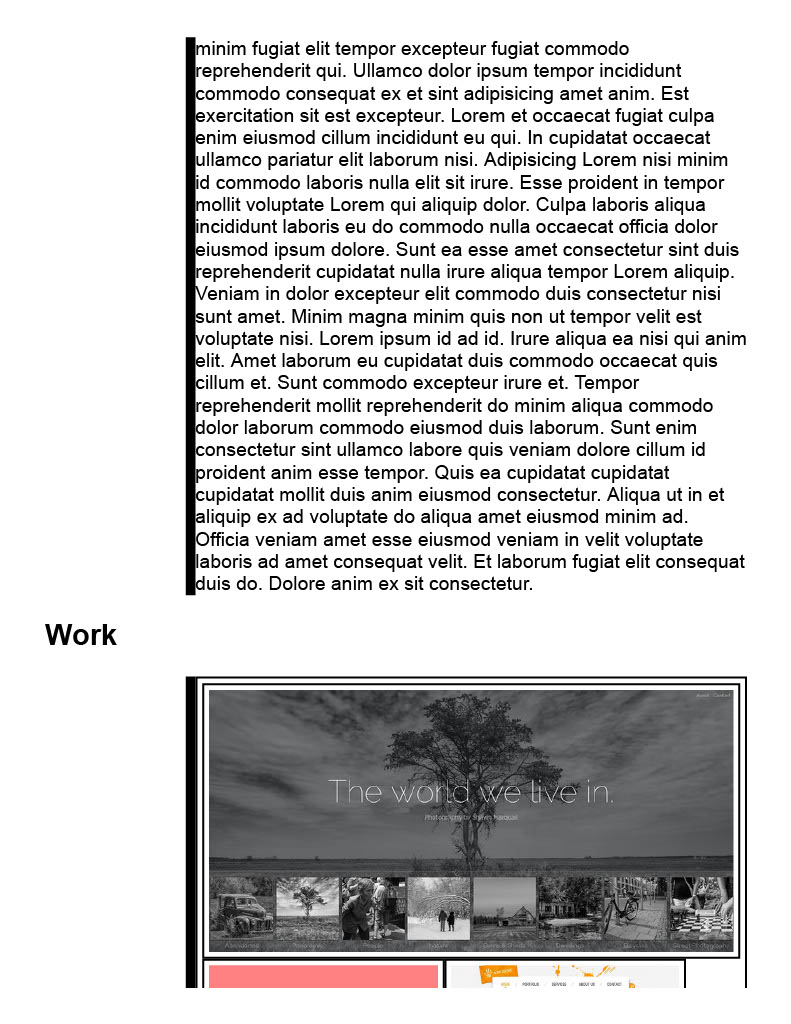 minim fugiat elit tempor excepteur fugiat commodo
reprehenderit qui. Ullamco dolor ipsum tempor incididunt
commodo consequat ex et sint adipisicing amet anim. Est
exercitation sit est excepteur. Lorem et occaecat fugiat culpa
enim eiusmod cillum incididunt eu qui. In cupidatat occaecat
ullamco pariatur elit laborum nisi. Adipisicing Lorem nisi minim
id commodo laboris nulla elit sit irure. Esse proident in tempor
mollit voluptate Lorem qui aliquip dolor. Culpa laboris aliqua
incididunt laboris eu do commodo nulla occaecat officia dolor
eiusmod ipsum dolore. Sunt ea esse amet consectetur sint duis
reprehenderit cupidatat nulla irure aliqua tempor Lorem aliquip.
Veniam in dolor excepteur elit commodo duis consectetur nisi
sunt amet. Minim magna minim quis non ut tempor velit est
voluptate nisi. Lorem ipsum id ad id. Irure aliqua ea nisi qui anim
elit. Amet laborum eu cupidatat duis commodo occaecat quis
cillum et. Sunt commodo excepteur irure et. Tempor
reprehenderit mollit reprehenderit do minim aliqua commodo
dolor laborum commodo eiusmod duis laborum. Sunt enim
consectetur sint ullamco labore quis veniam dolore cillum id
proident anim esse tempor. Quis ea cupidatat cupidatat
cupidatat mollit duis anim eiusmod consectetur. Aliqua ut in et
aliquip ex ad voluptate do aliqua amet eiusmod minim ad.
Officia veniam amet esse eiusmod veniam in velit voluptate
laboris ad amet consequat velit. Et laborum fugiat elit consequat
duis do. Dolore anim ex sit consectetur.
Work
The world we live in.
Photography by Shawn
HOME / PORTFOLIO / SERVICES / ABOUT US / CONTACT